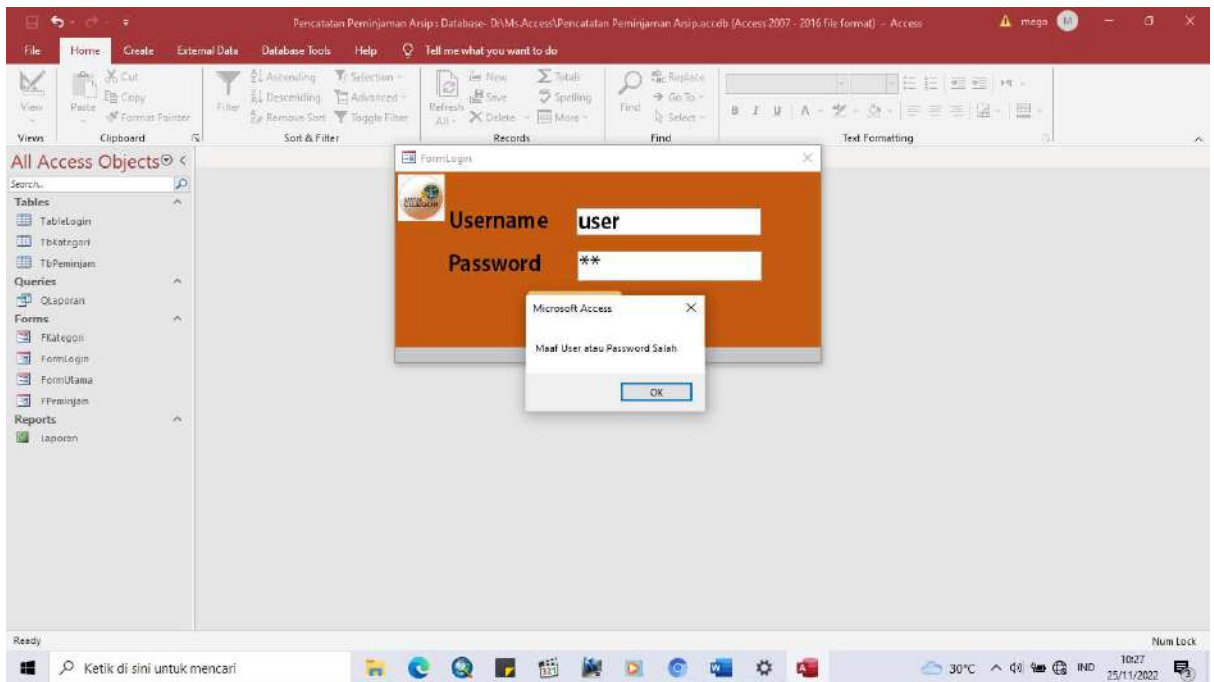 Pencatatan Peminjaman Arsip : Database- D:\Ms.Access\Pencatatan Peminjaman Arsip.accdb (Access 2007 - 2016 file format) - Access
mega
M
File Home Create External Data Database Tools Help Tell me what you want to do
View
Paste
Cut
Copy
Format Painter
Filter
Ascending
Descending
Remove Sort
Selection
Advanced
Toggle Filter
Refresh All
New
Save
Delete
Totals
Spelling
More
Find
Replace
Go To
Select
B I U A
Views Clipboard Sort & Filter Records Find Text Formatting
All Access Objects
Search..
Tables
TableLogin
TbKategori
TbPeminjam
Queries
QLaporan
Forms
FKategori
FormLogin
FormUtama
FPeminjam
Reports
Laporan
FormLogin
Username user
Password **
Microsoft Access
Maaf User atau Password Salah
OK
Ready
Num Lock
Ketik di sini untuk mencari
30°C
IND
10:27
25/11/2022